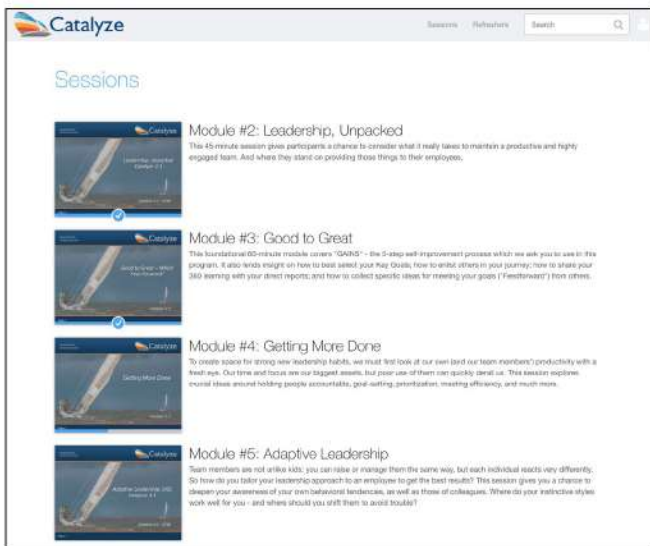 Catalyze
Sessions Refreshers Search
Sessions
Catalyze
Leadership, Unpacked
Module #2: Leadership, Unpacked
This 45-minute session gives participants a chance to consider what it really takes to maintain a productive and highly
engaged team. And where they stand on providing those things to their employees.
Catalyze
Good to Great – Which
Module #3: Good to Great
This foundational 60-minute module covers "GAINS" - the 5-step self-improvement process which we ask you to use in this
program. It also lends insight on how to best select your Key Goals; how to enlist others in your journey; how to share your
360 learning with your direct reports; and how to collect specific ideas for meeting your goals ("Feedforward") from others.
Catalyze
Getting More Done
Module #4: Getting More Done
To create space for strong new leadership habits, we must first look at our own (and our team members') productivity with a
fresh eye. Our time and focus are our biggest assets, but poor use of them can quickly derail us. This session explores
crucial ideas around holding people accountable, goal-setting, prioritization, meeting efficiency, and much more.
Catalyze
Adaptive Leadership
Module #5: Adaptive Leadership
Team members are not unlike kids: you can raise or manage them the same way, but each individual reacts very differently.
So how do you tailor your leadership approach to an employee to get the best results? This session gives you a chance to
deepen your awareness of your own behavioral tendencies, as well as those of colleagues. Where do your instinctive styles
work well for you - and where should you shift them to avoid trouble?